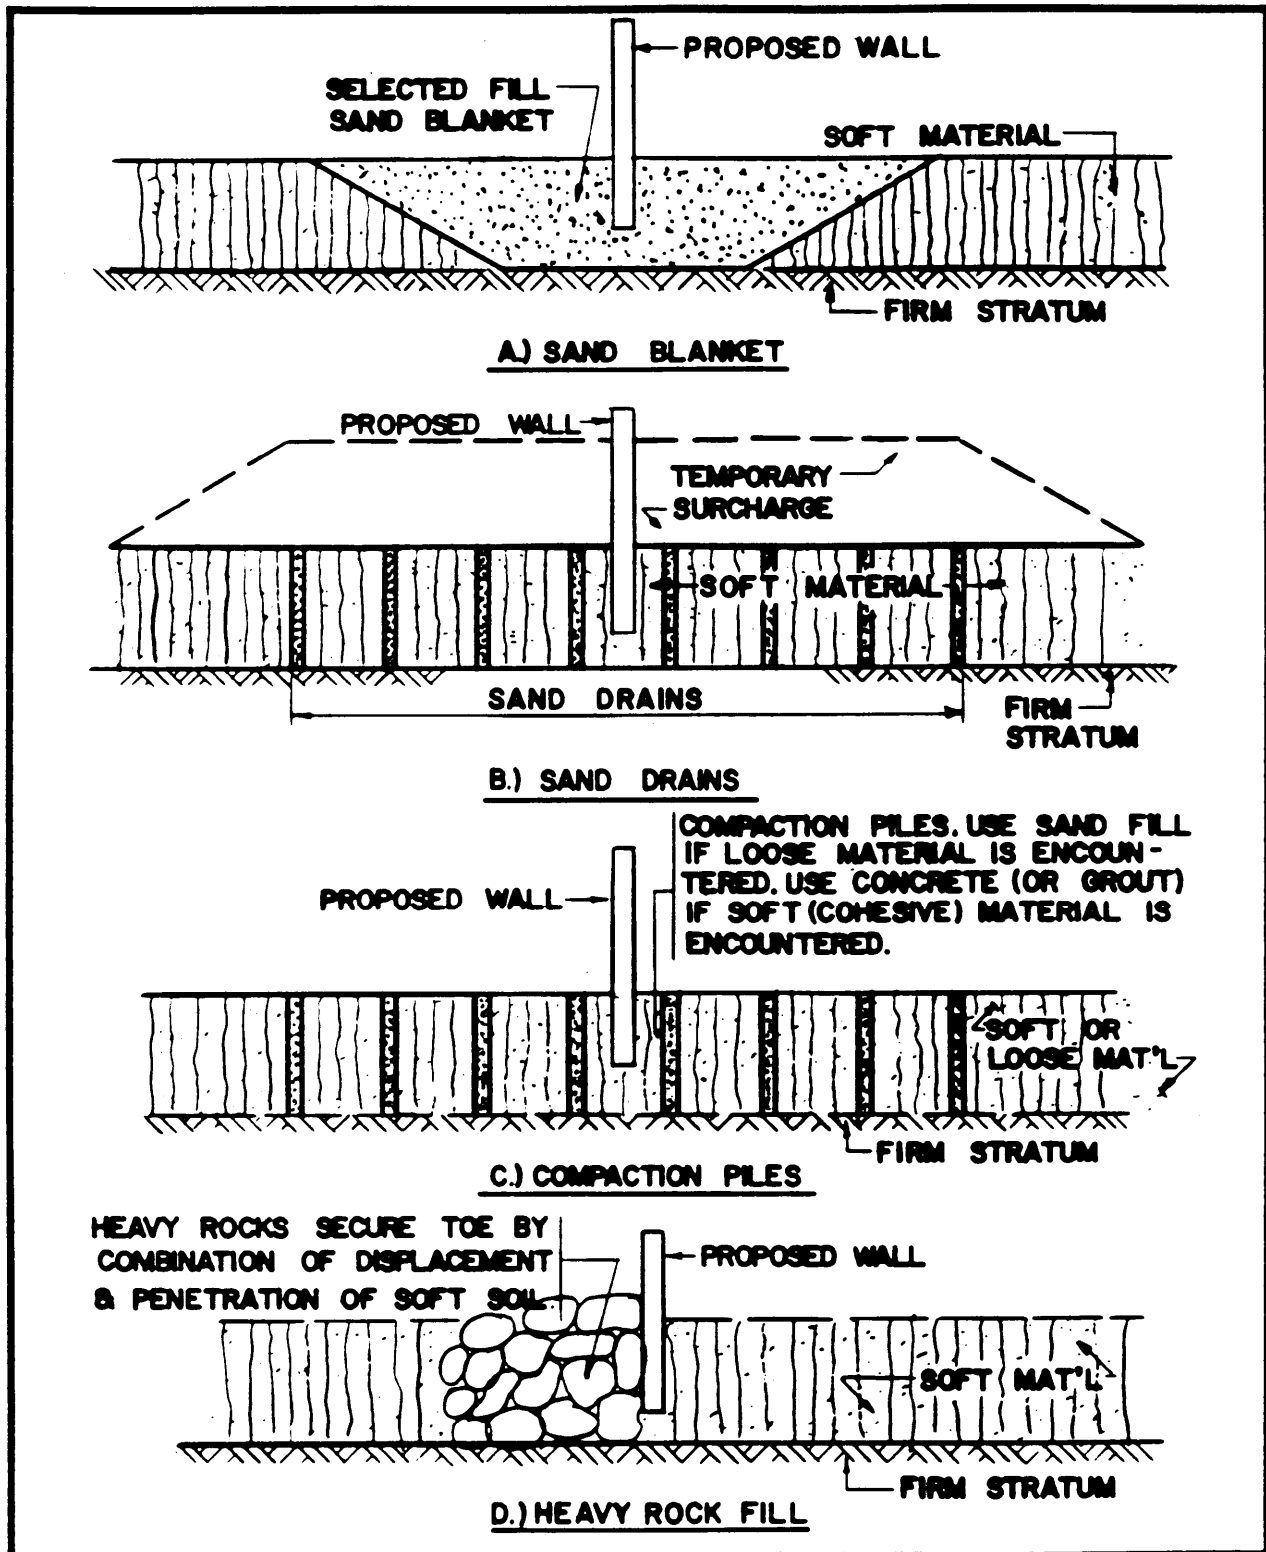 PROPOSED WALL
SELECTED FILL
SAND BLANKET
SOFT MATERIAL
FIRM STRATUM
A.) SAND BLANKET
PROPOSED WALL
TEMPORARY
SURCHARGE
SOFT MATERIAL
SAND DRAINS
FIRM
STRATUM
B.) SAND DRAINS
COMPACTION PILES. USE SAND FILL
IF LOOSE MATERIAL IS ENCOUN-
TERED. USE CONCRETE (OR GROUT)
IF SOFT (COHESIVE) MATERIAL IS
ENCOUNTERED.
PROPOSED WALL
SOFT OR
LOOSE MAT'L
FIRM STRATUM
C.) COMPACTION PILES
HEAVY ROCKS SECURE TOE BY
COMBINATION OF DISPLACEMENT
& PENETRATION OF SOFT SOIL.
PROPOSED WALL
SOFT MAT'L
FIRM STRATUM
D.) HEAVY ROCK FILL